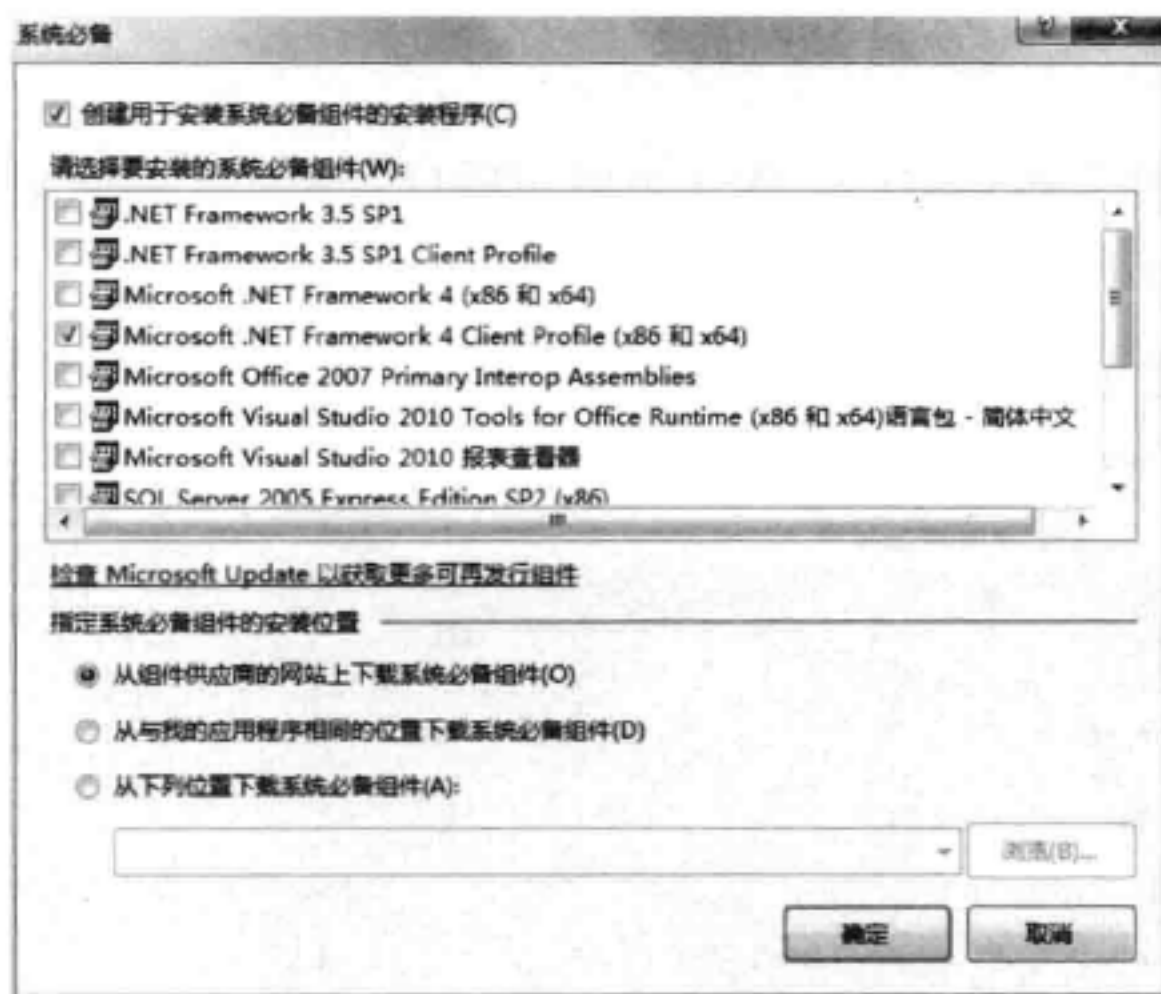 系统必备
创建用于安装系统必备组件的安装程序(C)
请选择要安装的系统必备组件(W):
.NET Framework 3.5 SP1
.NET Framework 3.5 SP1 Client Profile
Microsoft .NET Framework 4 (x86 和 x64)
Microsoft .NET Framework 4 Client Profile (x86 和 x64)
Microsoft Office 2007 Primary Interop Assemblies
Microsoft Visual Studio 2010 Tools for Office Runtime (x86 和 x64)语言包 - 简体中文
Microsoft Visual Studio 2010 报表查看器
SQL Server 2005 Express Edition SP2 (x86)
检查 Microsoft Update 以获取更多可再发行组件
指定系统必备组件的安装位置
从组件供应商的网站上下载系统必备组件(O)
从与我的应用程序相同的位置下载系统必备组件(D)
从下列位置下载系统必备组件(A):
浏览(B)...
确定 取消